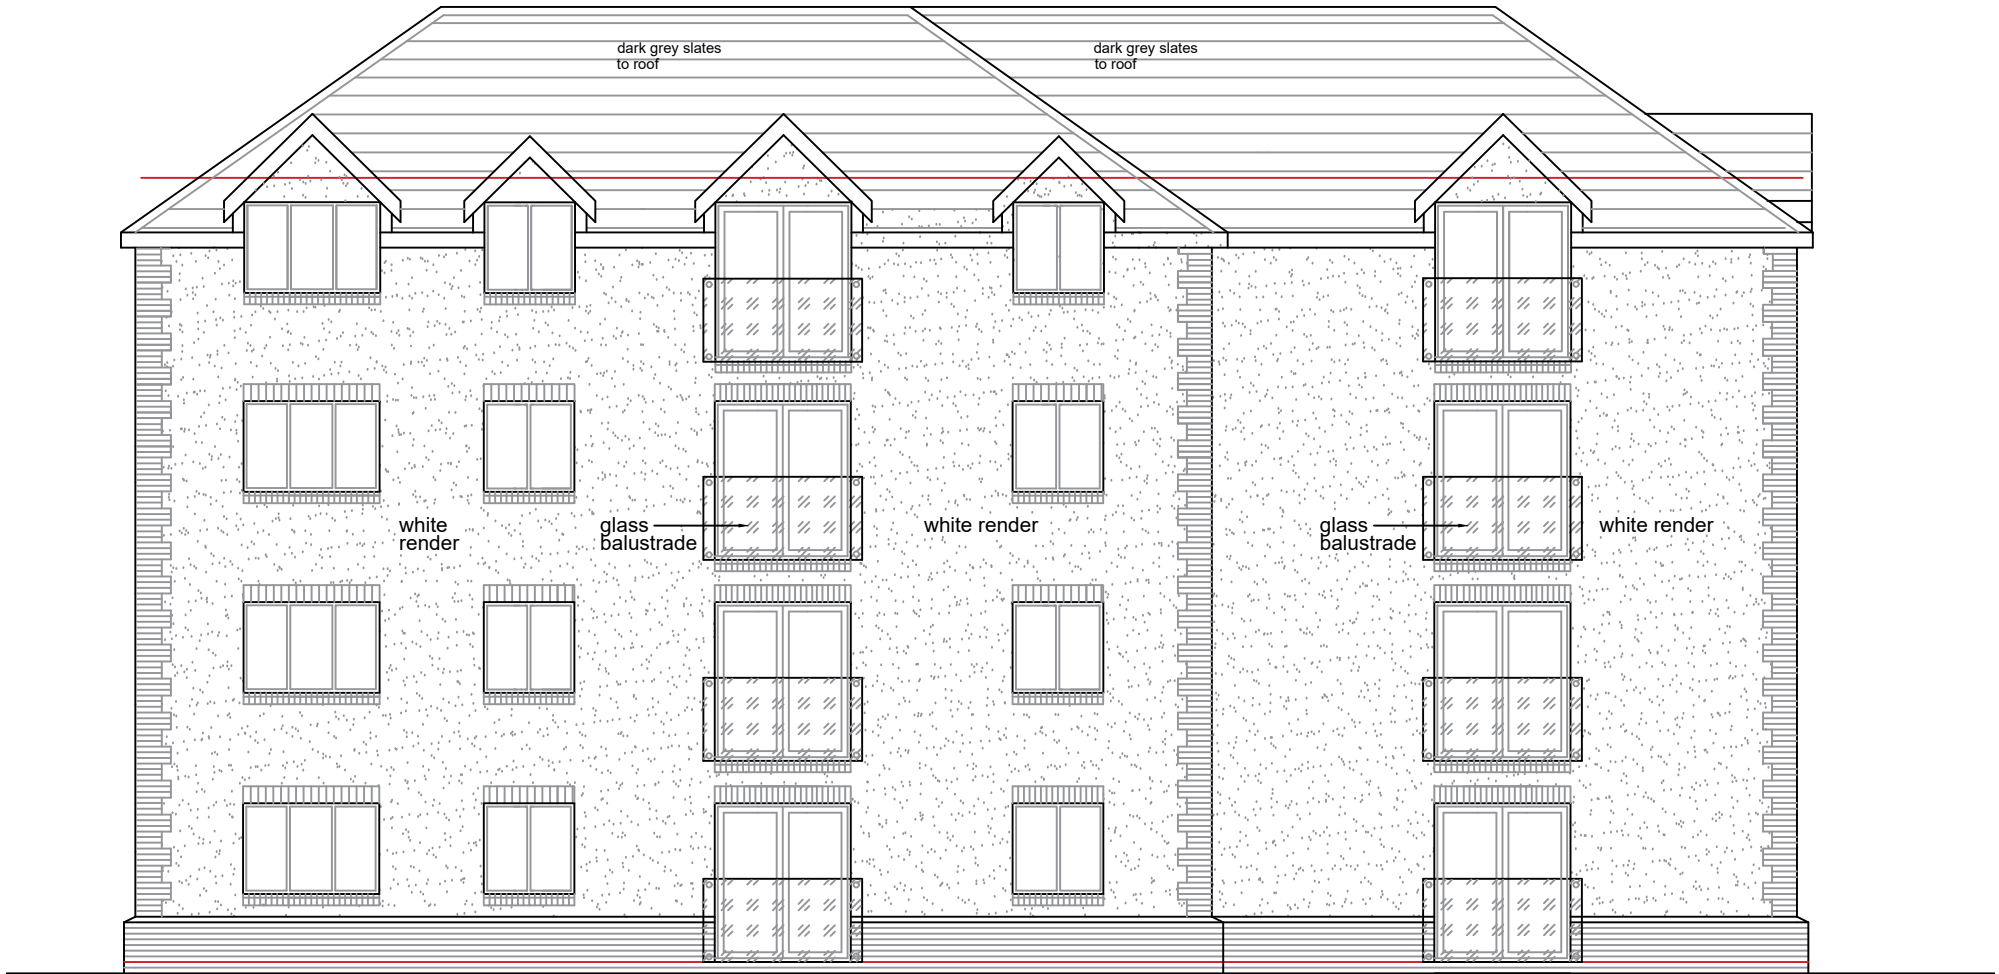 dark grey slates
to roof
dark grey slates
to roof
white
render
glass
balustrade
white render
glass
balustrade
white render